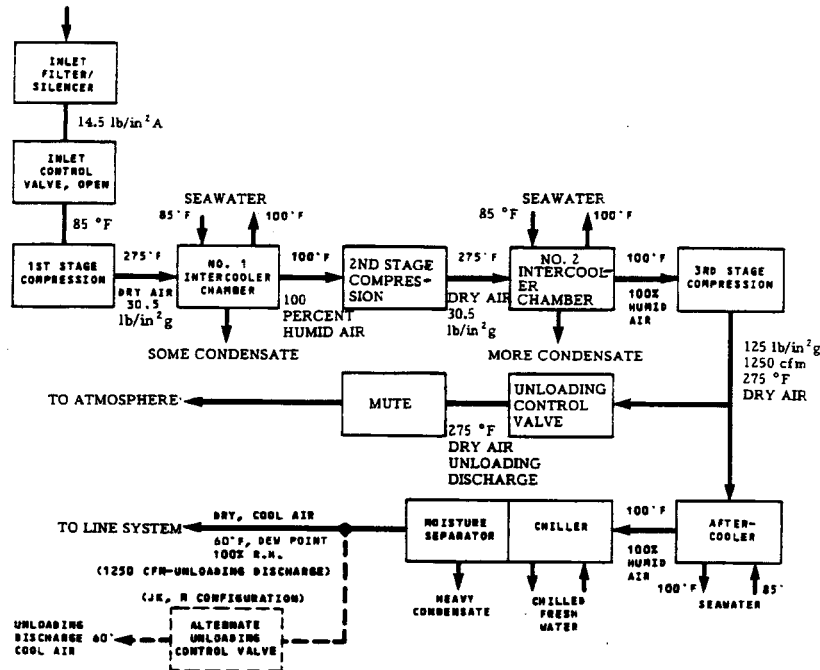 INLET
FILTER/
SILENCER
14.5 lb/in²A
INLET
CONTROL
VALVE, OPEN
85 °F
1ST STAGE
COMPRESSION
275°F
DRY AIR
30.5
lb/in²g
SEAWATER
85°F
100°F
NO. 1
INTERCOOLER
CHAMBER
SOME CONDENSATE
100°F
100
PERCENT
HUMID AIR
2ND STAGE
COMPRES-
SION
275°F
DRY AIR
30.5
lb/in²g
SEAWATER
85 °F
100°F
NO. 2
INTERCOOL-
ER
CHAMBER
MORE CONDENSATE
100°F
100%
HUMID
AIR
3RD STAGE
COMPRESSION
125 lb/in²g
1250 cfm
275 °F
DRY AIR
UNLOADING
CONTROL
VALVE
275 °F
DRY AIR
UNLOADING
DISCHARGE
MUTE
TO ATMOSPHERE
AFTER-
COOLER
100°F
85°
SEAWATER
100°F
100%
HUMID
AIR
CHILLER
CHILLED
FRESH
WATER
MOISTURE
SEPARATOR
HEAVY
CONDENSATE
DRY, COOL AIR
TO LINE SYSTEM
60°F, DEW POINT
100% R.H.
(1250 CFM-UNLOADING DISCHARGE)
(JK, M CONFIGURATION)
ALTERNATE
UNLOADING
CONTROL VALVE
UNLOADING
DISCHARGE 60°
COOL AIR